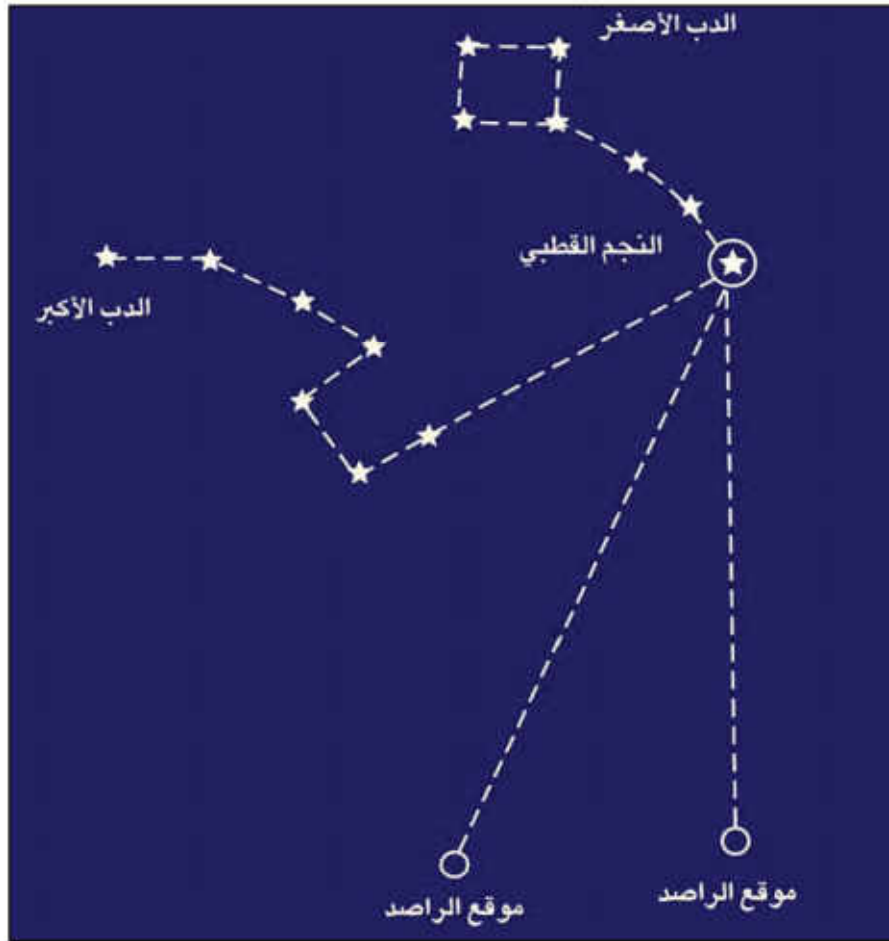 الدب الأصغر
النجم القطبي
الدب الأكبر
موقع الراصد
موقع الراصد